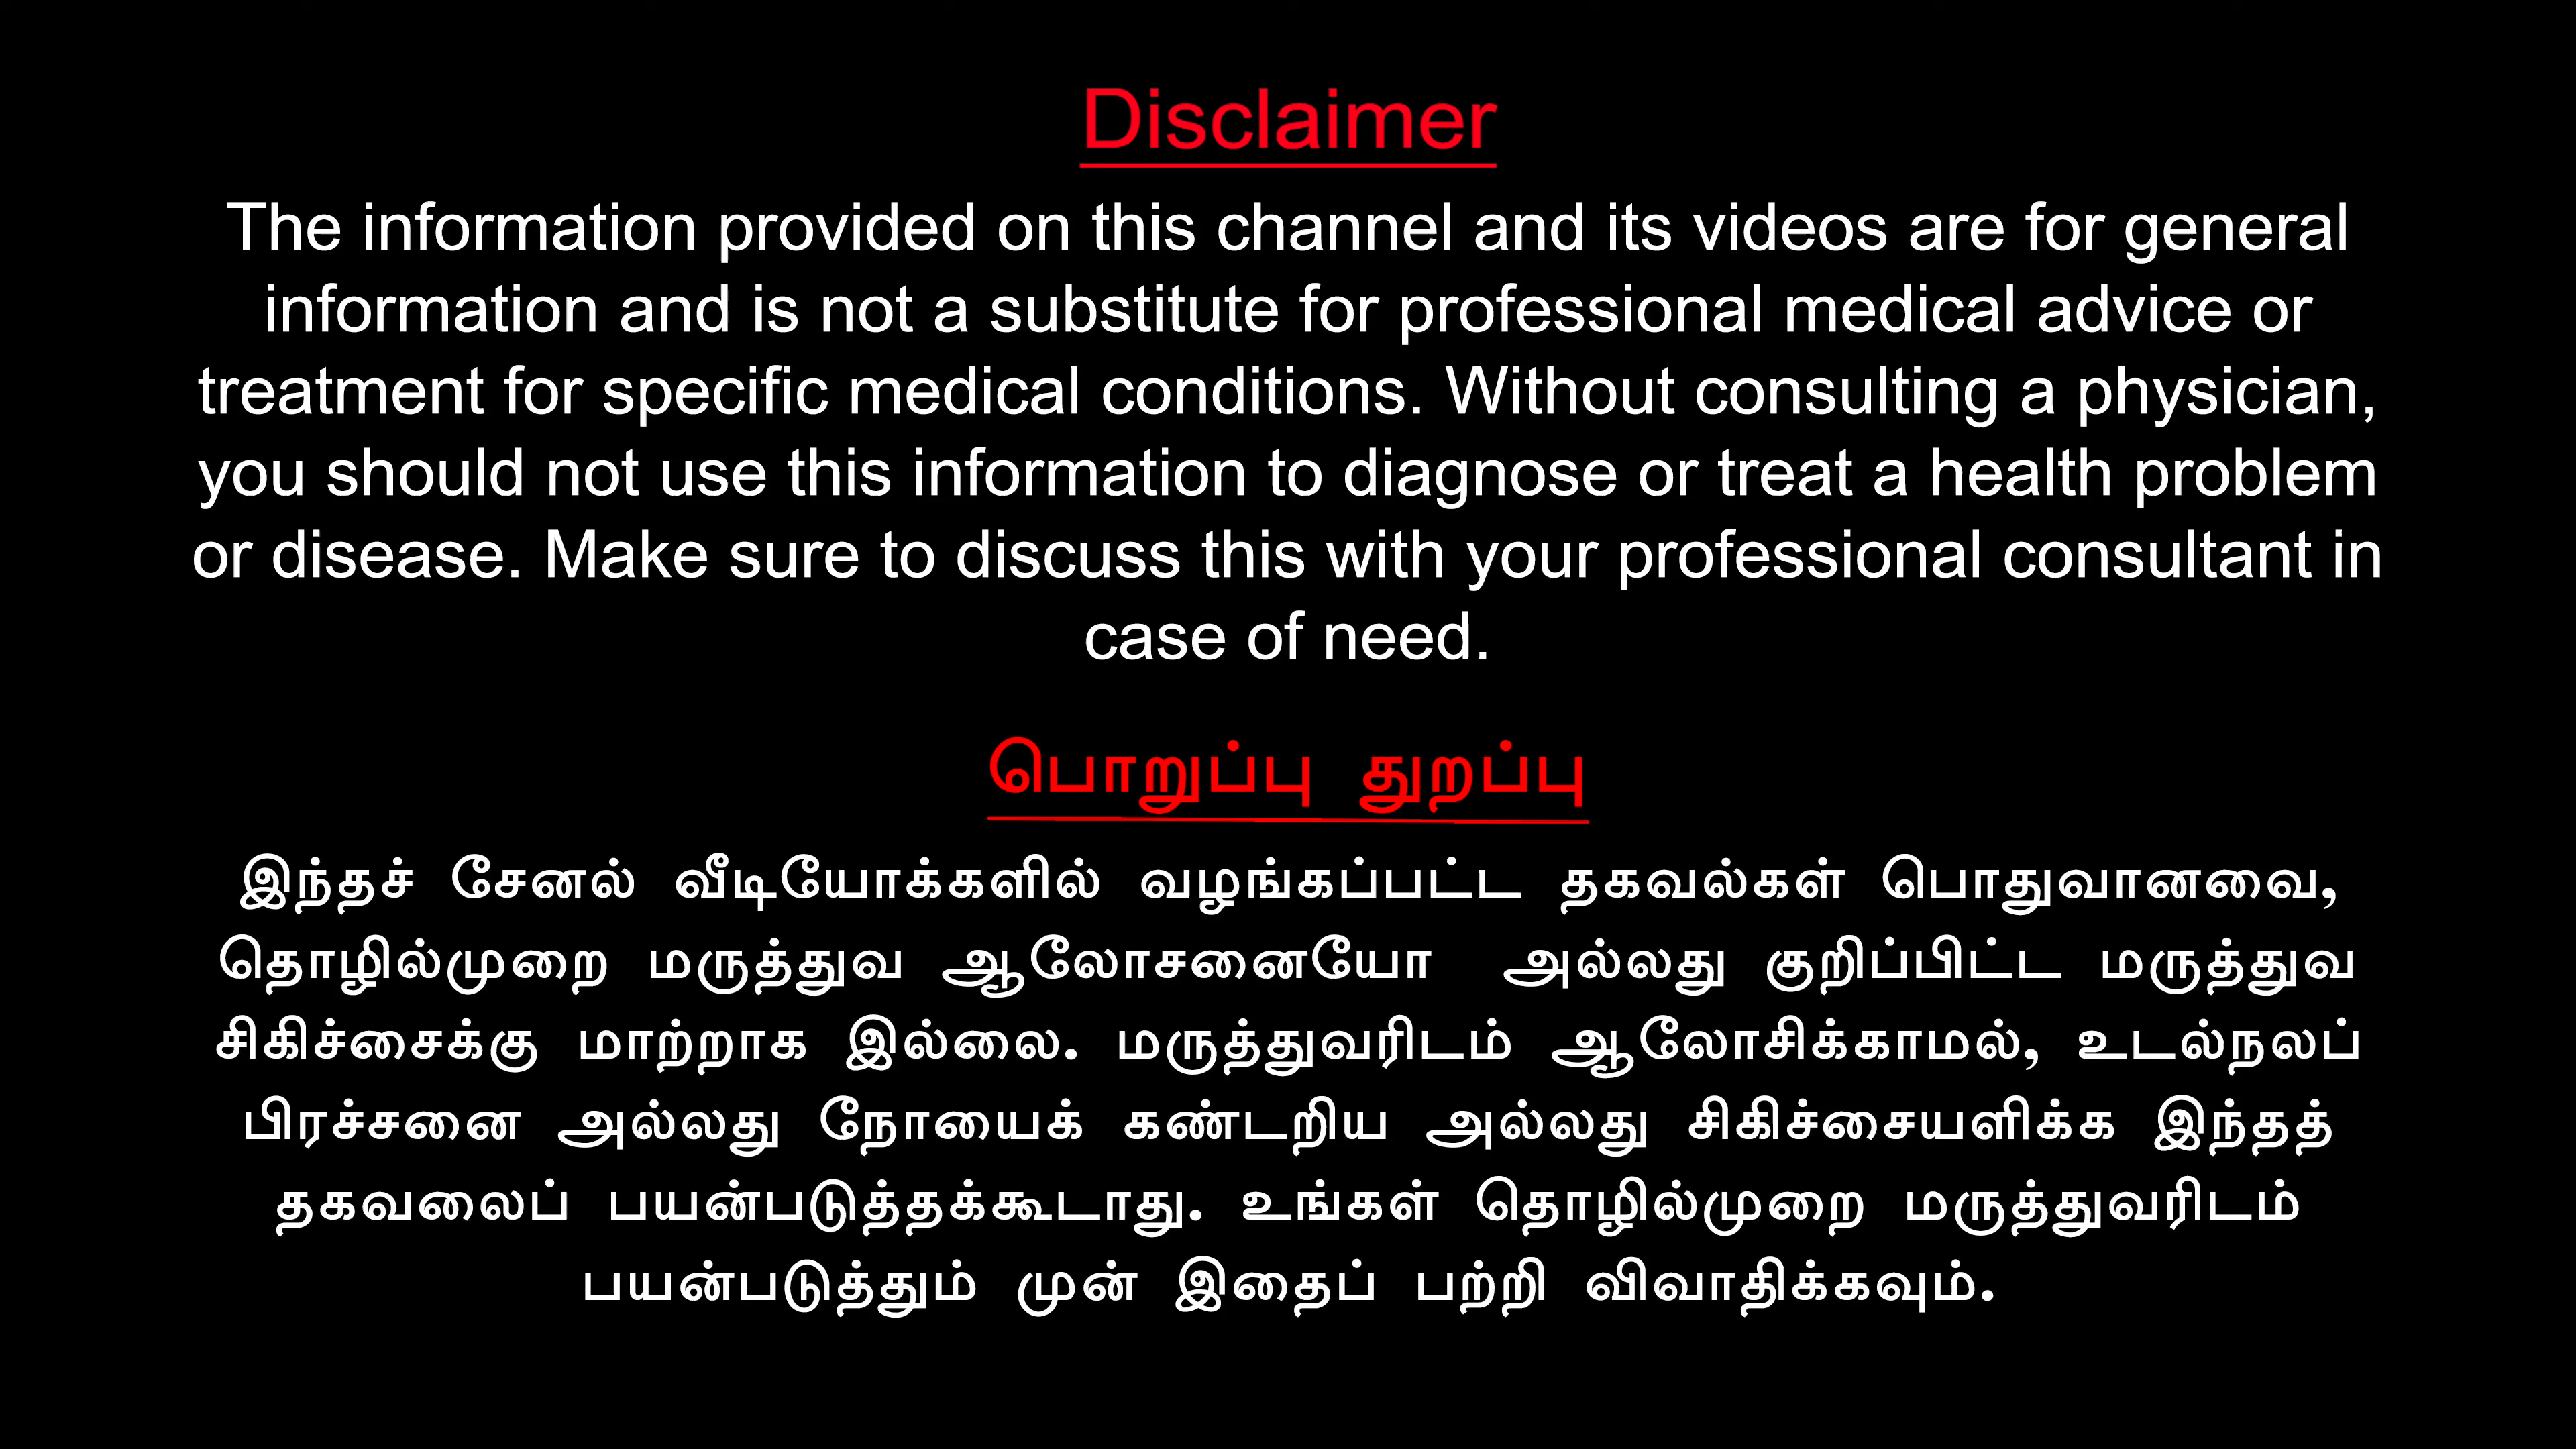 Disclaimer
The information provided on this channel and its videos are for general
information and is not a substitute for professional medical advice or
treatment for specific medical conditions. Without consulting a physician,
you should not use this information to diagnose or treat a health problem
or disease. Make sure to discuss this with your professional consultant in
case of need.
பொறுப்பு துறப்பு
இந்தச் சேனல் வீடியோக்களில் வழங்கப்பட்ட தகவல்கள் பொதுவானவை,
தொழில்முறை மருத்துவ ஆலோசனையோ அல்லது குறிப்பிட்ட மருத்துவ
சிகிச்சைக்கு மாற்றாக இல்லை. மருத்துவரிடம் ஆலோசிக்காமல், உடல்நலப்
பிரச்சனை அல்லது நோயைக் கண்டறிய அல்லது சிகிச்சையளிக்க இந்தத்
தகவலைப் பயன்படுத்தக்கூடாது. உங்கள் தொழில்முறை மருத்துவரிடம்
பயன்படுத்தும் முன் இதைப் பற்றி விவாதிக்கவும்.